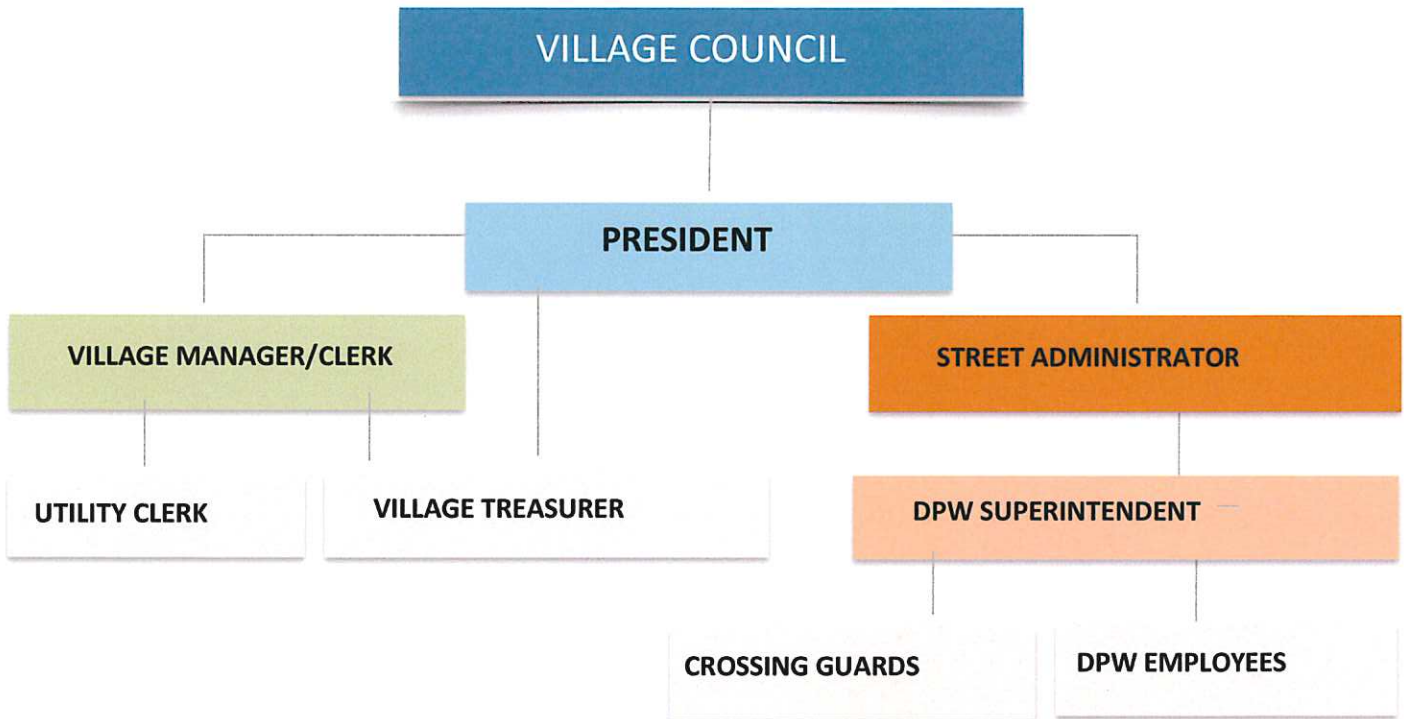 VILLAGE COUNCIL
PRESIDENT
VILLAGE MANAGER/CLERK
STREET ADMINISTRATOR
UTILITY CLERK
VILLAGE TREASURER
DPW SUPERINTENDENT
CROSSING GUARDS
DPW EMPLOYEES